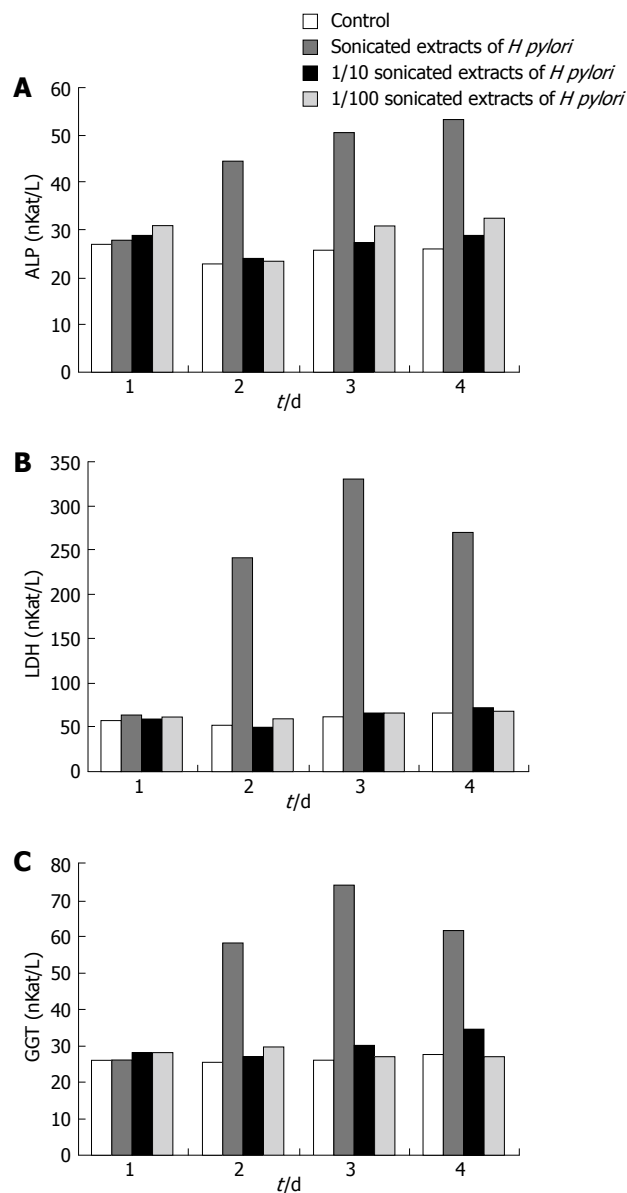 Control
Sonicated extracts of H pylori
1/10 sonicated extracts of H pylori
1/100 sonicated extracts of H pylori
A
60
50
40
30
20
10
0
ALP (nKat/L)
1 2 3 4
t/d
B
350
300
250
200
150
100
50
0
LDH (nKat/L)
1 2 3 4
t/d
C
80
70
60
50
40
30
20
10
0
GGT (nKat/L)
1 2 3 4
t/d